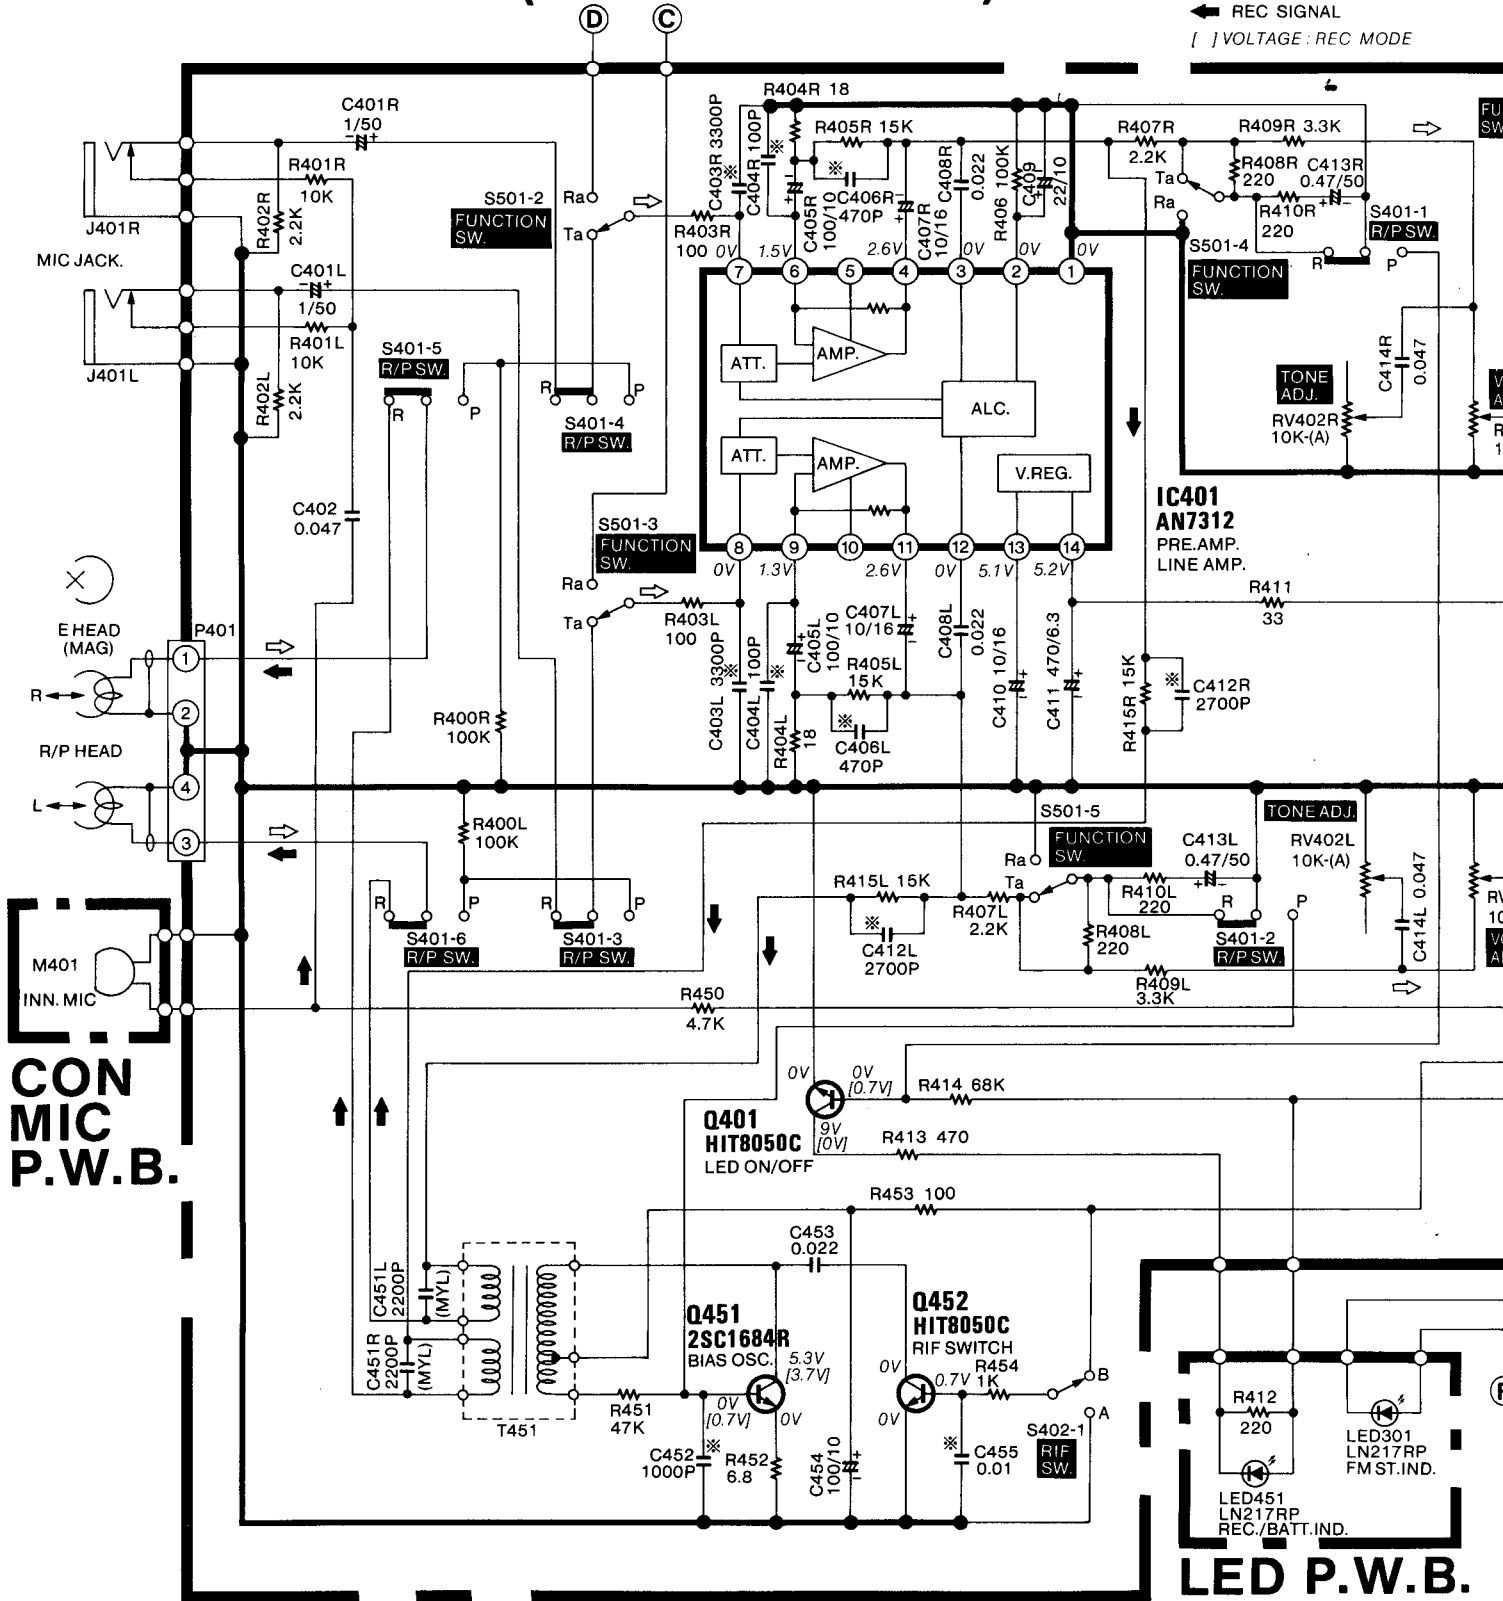 D
C
REC SIGNAL
[ ] VOLTAGE : REC MODE
C401R
1/50
R401R
10K
R402R
2.2K
J401R
MIC JACK.
C401L
1/50
R401L
10K
J401L
R402L
2.2K
S501-2
FUNCTION
SW.
Ra
Ta
R403R
100
C403R 3300P
C404R 100P
R404R 18
R405R 15K
C405R
100/10
C406R
470P
C407R
10/16
C408R
0.022
R406 100K
C409
22/10
R407R
2.2K
R409R 3.3K
R408R
220
C413R
0.47/50
R410R
220
Ta
Ra
S501-4
FUNCTION
SW.
S401-1
R/P SW.
R
P
FU
SW
0V
1.5V
2.6V
0V
0V
0V
7
6
5
4
3
2
1
ATT.
AMP.
ALC.
ATT.
AMP.
V.REG.
8
9
10
11
12
13
14
0V
1.3V
2.6V
0V
5.1V
5.2V
IC401
AN7312
PRE.AMP.
LINE AMP.
TONE
ADJ.
RV402R
10K-(A)
C414R
0.047
S401-5
R/P SW.
R
P
R
P
S401-4
R/P SW.
C402
0.047
S501-3
FUNCTION
SW.
Ra
Ta
R403L
100
C403L 3300P
C404L 100P
R404L
18
C405L
100/10
C407L
10/16
R405L
15K
C406L
470P
C408L
0.022
C410 10/16
C411 470/6.3
R411
33
R415R 15K
C412R
2700P
E HEAD
(MAG)
P401
1
R
2
R/P HEAD
4
L
3
R400R
100K
R400L
100K
R
P
S401-6
R/P SW.
R
P
S401-3
R/P SW.
S501-5
FUNCTION
SW.
Ra
Ta
R415L 15K
C412L
2700P
R407L
2.2K
R408L
220
R410L
220
C413L
0.47/50
R409L
3.3K
R
P
S401-2
R/P SW.
TONE ADJ.
RV402L
10K-(A)
C414L 0.047
M401
INN. MIC
CON
MIC
P.W.B.
R450
4.7K
0V
0V
[0.7V]
R414 68K
Q401
HIT8050C
LED ON/OFF
9V
[0V]
R413 470
R453 100
C453
0.022
C451L
2200P
(MYL)
C451R
2200P
(MYL)
T451
Q451
2SC1684R
BIAS OSC.
5.3V
[3.7V]
0V
[0.7V]
0V
R451
47K
C452
1000P
R452
6.8
C454
100/10
Q452
HIT8050C
RIF SWITCH
0V
0.7V
0V
R454
1K
B
A
C455
0.01
S402-1
RIF
SW.
R412
220
LED451
LN217RP
REC./BATT.IND.
LED301
LN217RP
FM ST.IND.
LED P.W.B.